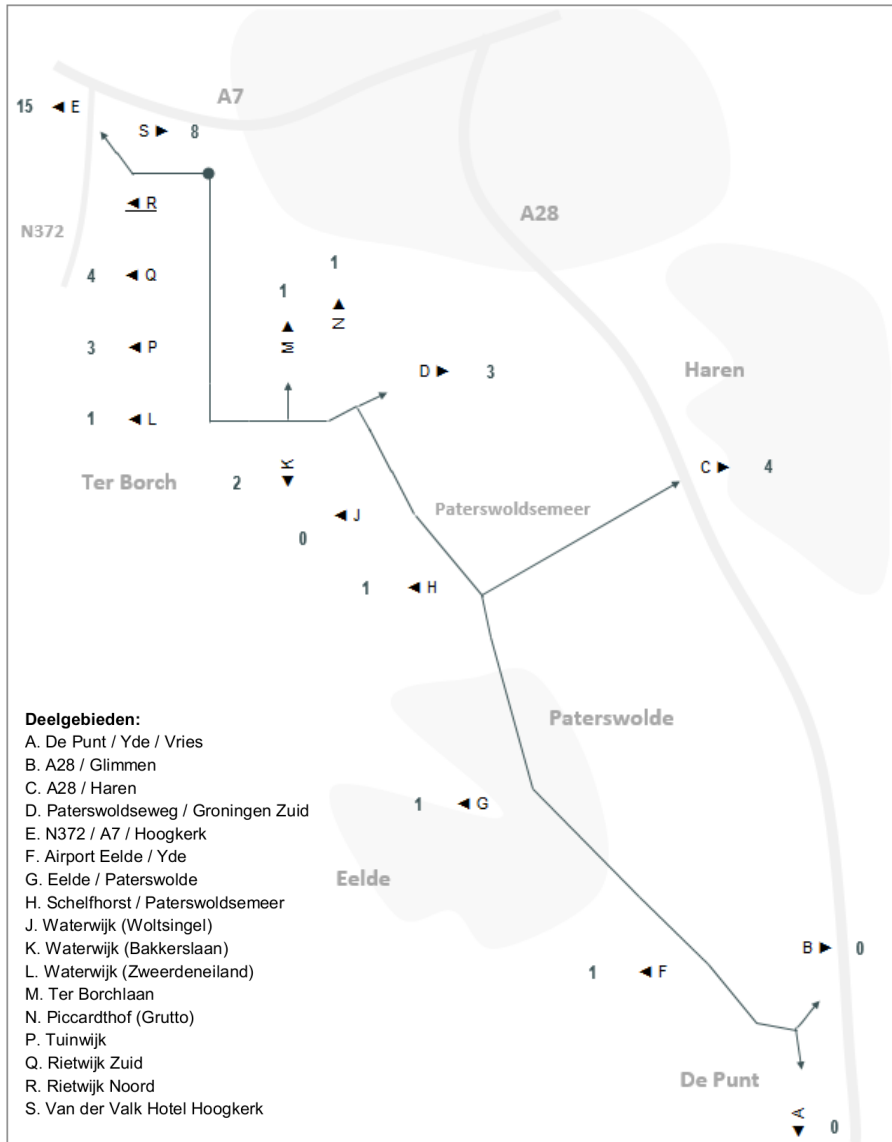 A7
15 ◄ E
S ► 8
◄ R
A28
N372
4 ◄ Q
1
1
M ►
N ►
3 ◄ P
D ► 3
Haren
1 ◄ L
C ► 4
Ter Borch
2
K ◄
Paterswoldsemeer
0 ◄ J
1 ◄ H
Paterswolde
1 ◄ G
Eelde
B ► 0
1 ◄ F
De Punt
A ◄ 0
Deelgebieden:
A. De Punt / Yde / Vries
B. A28 / Glimmen
C. A28 / Haren
D. Paterswoldseweg / Groningen Zuid
E. N372 / A7 / Hoogkerk
F. Airport Eelde / Yde
G. Eelde / Paterswolde
H. Schelfhorst / Paterswoldsemeer
J. Waterwijk (Woltsingel)
K. Waterwijk (Bakkerslaan)
L. Waterwijk (Zweerdeneiland)
M. Ter Borchlaan
N. Piccardthof (Grutto)
P. Tuinwijk
Q. Rietwijk Zuid
R. Rietwijk Noord
S. Van der Valk Hotel Hoogkerk